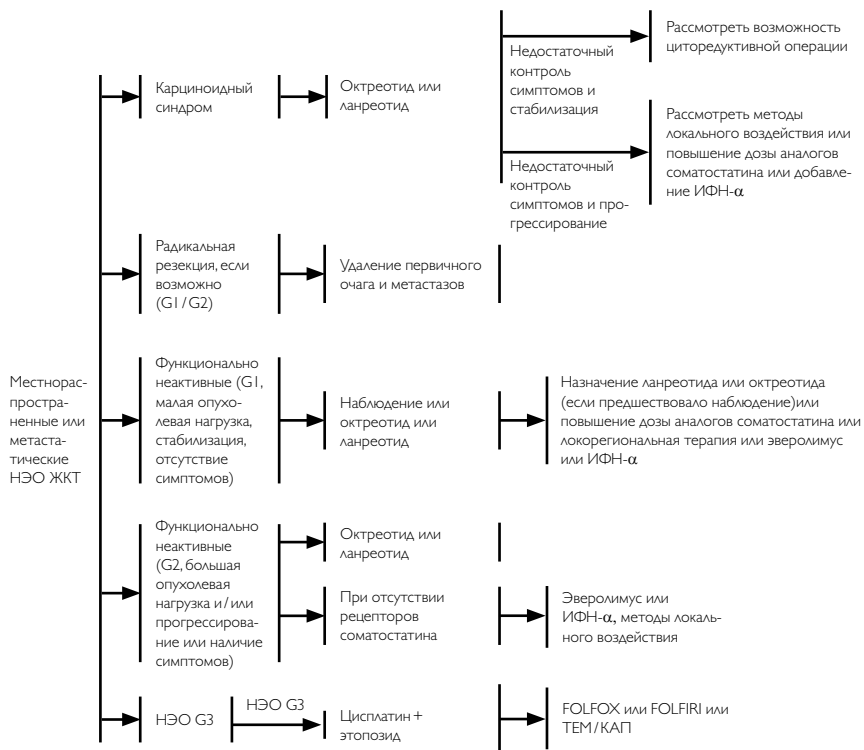 Рассмотреть возможность
циторедуктивной операции
Недостаточный
контроль
симптомов и
стабилизация
Карциноидный
синдром
Октреотид или
ланреотид
Рассмотреть методы
локального воздействия или
повышение дозы аналогов
соматостатина или добавле-
ние ИФН-α
Недостаточный
контроль
симптомов и про-
грессирование
Радикальная
резекция, если
возможно
(G1/G2)
Удаление первичного
очага и метастазов
Местнорас-
простра-
ненные или
метаста-
тические
НЭО ЖКТ
Функционально
неактивные (G1,
малая опухо-
левая нагрузка,
стабилизация,
отсутствие
симптомов)
Наблюдение или
октреотид или
ланреотид
Назначение ланреотида или октреотида
(если предшествовало наблюдение)или
повышение дозы аналогов соматостатина или
локорегиональная терапия или эверолимус
или ИФН-α
Функционально
неактивные
(G2, большая
опухолевая
нагрузка и/или
прогрессирова-
ние или наличие
симптомов)
Октреотид или
ланреотид
При отсутствии
рецепторов
соматостатина
Эверолимус или
ИФН-α, методы локаль-
ного воздействия
НЭО G3
НЭО G3
Цисплатин +
этопозид
FOLFOX или FOLFIRI или
ТЕМ/КАП